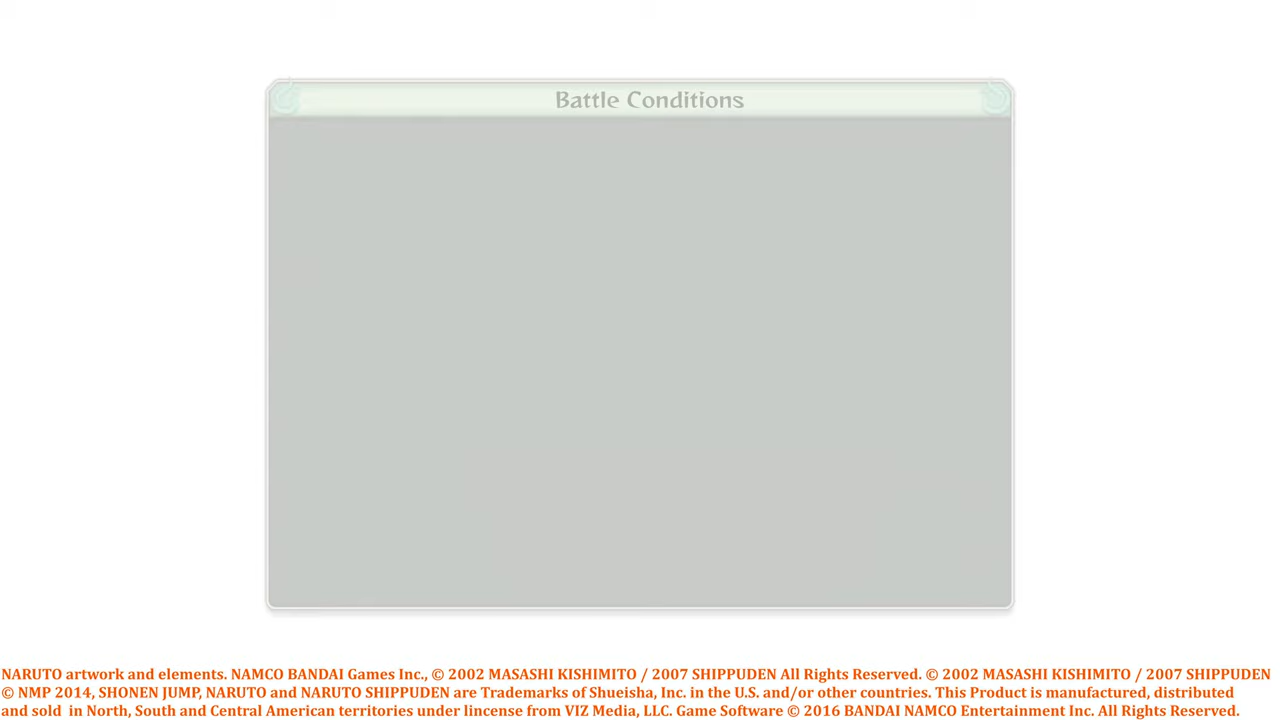 Battle Conditions
NARUTO artwork and elements. NAMCO BANDAI Games Inc., © 2002 MASASHI KISHIMITO / 2007 SHIPPUDEN All Rights Reserved. © 2002 MASASHI KISHIMITO / 2007 SHIPPUDEN
© NMP 2014, SHONEN JUMP, NARUTO and NARUTO SHIPPUDEN are Trademarks of Shueisha, Inc. in the U.S. and/or other countries. This Product is manufactured, distributed
and sold in North, South and Central American territories under lincense from VIZ Media, LLC. Game Software © 2016 BANDAI NAMCO Entertainment Inc. All Rights Reserved.